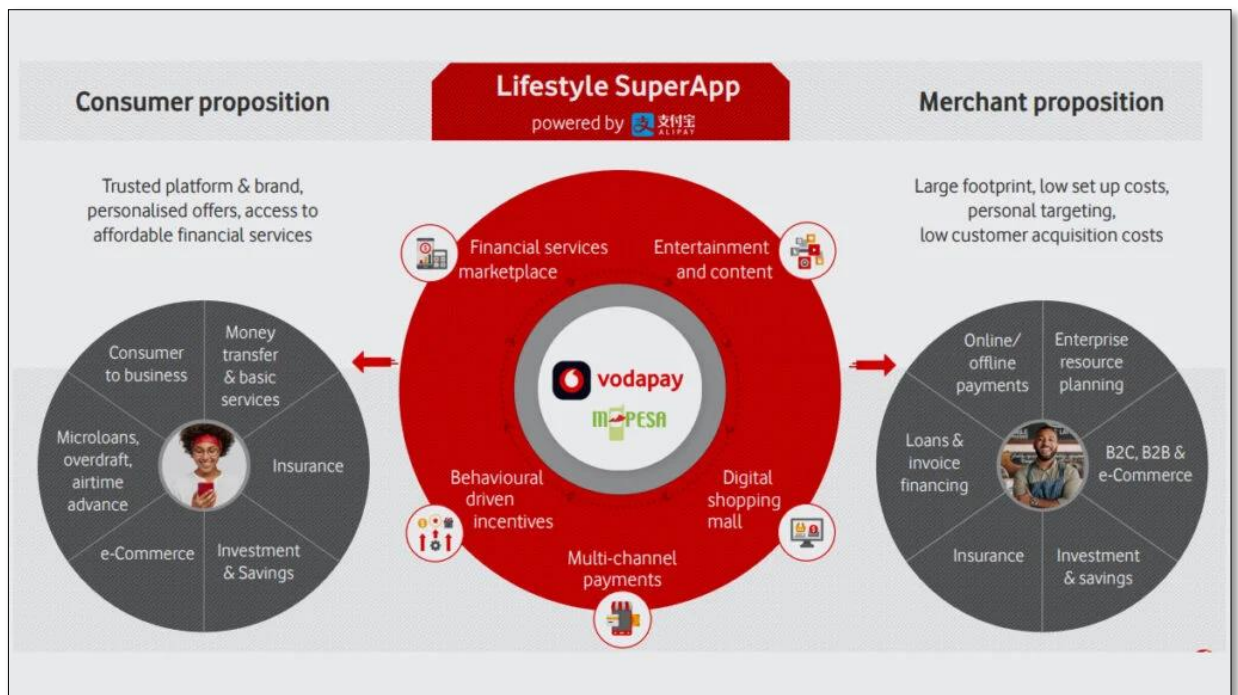 Consumer proposition
Lifestyle SuperApp
powered by 支付宝
ALIPAY
Merchant proposition
Trusted platform & brand,
personalised offers, access to
affordable financial services
Large footprint, low set up costs,
personal targeting,
low customer acquisition costs
Consumer
to business
Money
transfer
& basic
services
Insurance
Investment
& Savings
e-Commerce
Microloans,
overdraft,
airtime
advance
Financial services
marketplace
Entertainment
and content
Digital
shopping
mall
Multi-channel
payments
Behavioural
driven
incentives
vodapay
M-PESA
Online/
offline
payments
Enterprise
resource
planning
B2C, B2B &
e-Commerce
Investment
& savings
Insurance
Loans &
invoice
financing